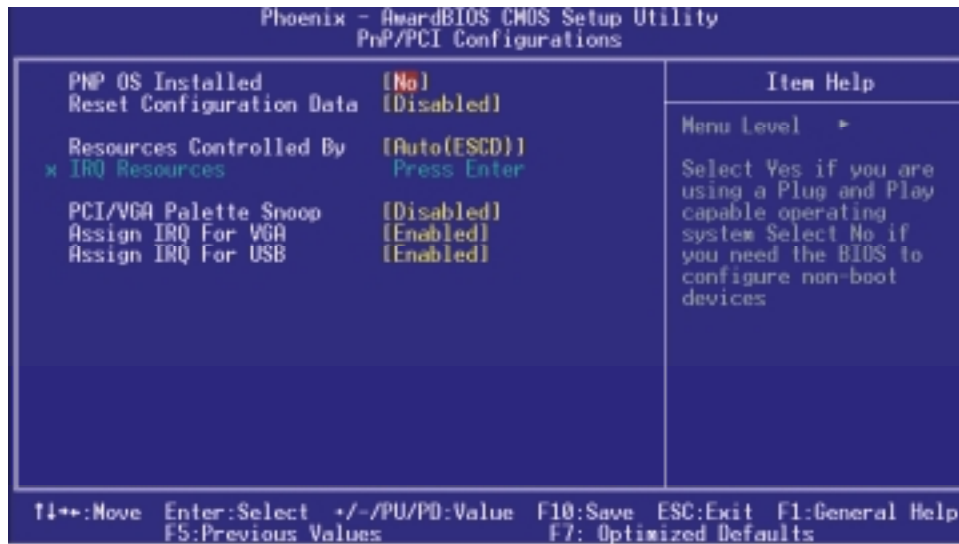 Phoenix - AwardBIOS CMOS Setup Utility
PnP/PCI Configurations
PNP OS Installed [No]
Reset Configuration Data [Disabled]
Resources Controlled By [Auto(ESCD)]
x IRQ Resources Press Enter
PCI/VGA Palette Snoop [Disabled]
Assign IRQ For VGA [Enabled]
Assign IRQ For USB [Enabled]
Item Help
Menu Level ►
Select Yes if you are
using a Plug and Play
capable operating
system Select No if
you need the BIOS to
configure non-boot
devices
↑↓→←:Move Enter:Select +/-/PU/PD:Value F10:Save ESC:Exit F1:General Help
F5:Previous Values F7: Optimized Defaults